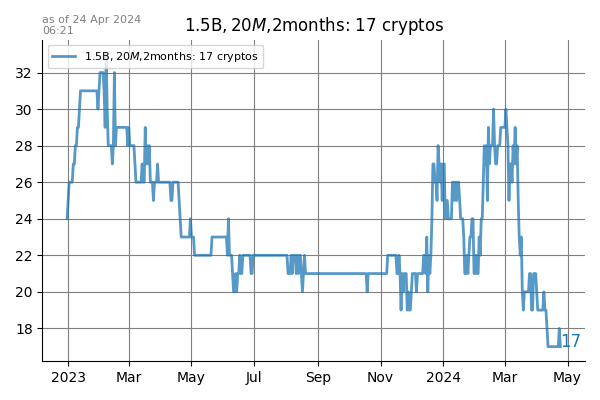 as of 24 Apr 2024
06:21
1.5B, 20M,2months: 17 cryptos
1.5B, 20M,2months: 17 cryptos
32
30
28
26
24
22
20
18
17
2023 Mar May Jul Sep Nov 2024 Mar May